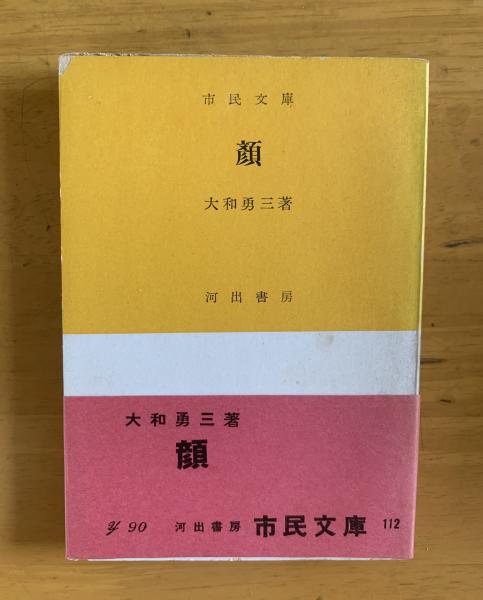 市民文庫
顏
大和勇三著
河出書房
大和勇三著
顔
¥ 90 河出書房 市民文庫 112